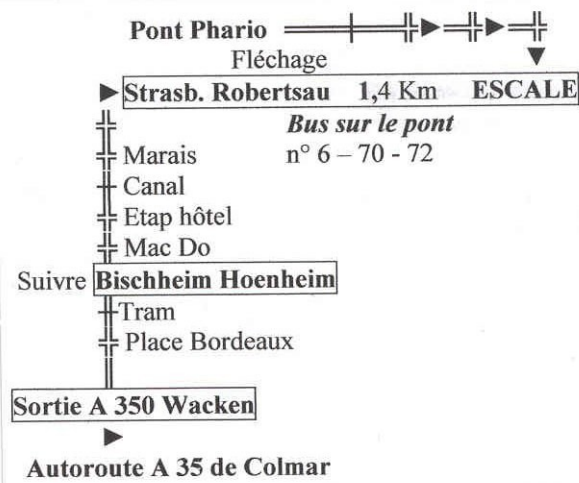 Pont Phario
Fléchage
Strasb. Robertsau 1,4 Km ESCALE
Bus sur le pont
Marais n° 6 – 70 - 72
Canal
Etap hôtel
Mac Do
Suivre Bischheim Hoenheim
Tram
Place Bordeaux
Sortie A 350 Wacken
Autoroute A 35 de Colmar